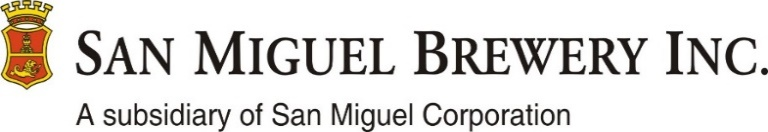 SAN MIGUEL BREWERY INC.
A subsidiary of San Miguel Corporation